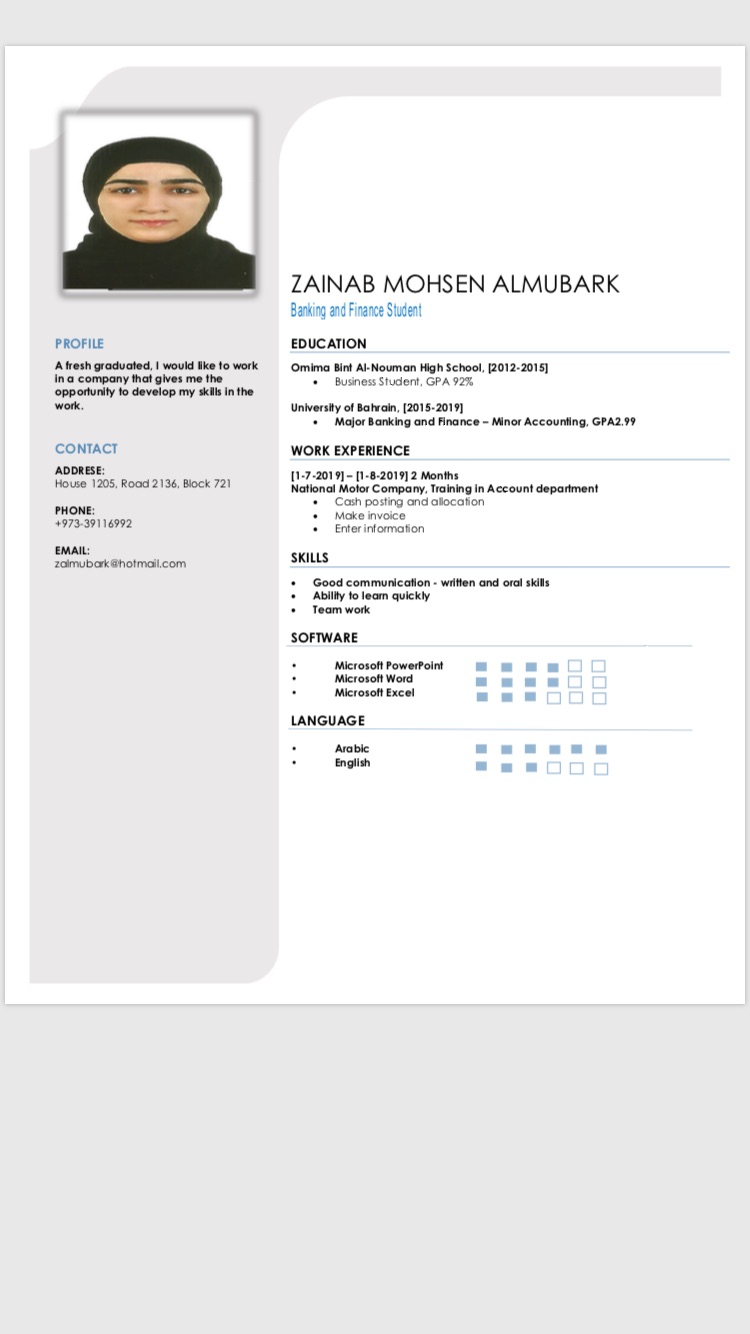 ZAINAB MOHSEN ALMUBARK
Banking and Finance Student
PROFILE
A fresh graduated, I would like to work
in a company that gives me the
opportunity to develop my skills in the
work.
CONTACT
ADDRESE:
House 1205, Road 2136, Block 721
PHONE:
+973-39116992
EMAIL:
zalmubark@hotmail.com
EDUCATION
Omima Bint Al-Nouman High School, [2012-2015]
• Business Student, GPA 92%
University of Bahrain, [2015-2019]
• Major Banking and Finance – Minor Accounting, GPA2.99
WORK EXPERIENCE
[1-7-2019] – [1-8-2019] 2 Months
National Motor Company, Training in Account department
• Cash posting and allocation
• Make invoice
• Enter information
SKILLS
• Good communication - written and oral skills
• Ability to learn quickly
• Team work
SOFTWARE
• Microsoft PowerPoint
• Microsoft Word
• Microsoft Excel
LANGUAGE
• Arabic
• English